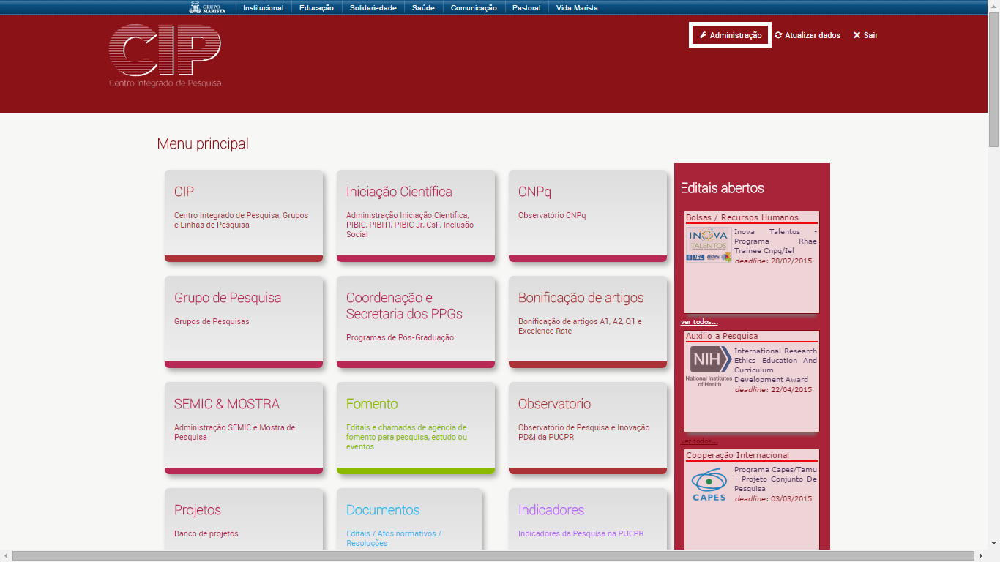 GRUPO
MARISTA
Institucional
Educação
Solidariedade
Saúde
Comunicação
Pastoral
Vida Marista
CIP
Centro Integrado de Pesquisa
Administração
Atualizar dados
Sair
Menu principal
CIP
Centro Integrado de Pesquisa, Grupos
e Linhas de Pesquisa
Iniciação Científica
Administração Iniciação Científica,
PIBIC, PIBITI, PIBIC Jr, CsF, Inclusão
Social
CNPq
Observatório CNPq
Grupo de Pesquisa
Grupos de Pesquisas
Coordenação e
Secretaria dos PPGs
Programas de Pós-Graduação
Bonificação de artigos
Bonificação de artigos A1, A2, Q1 e
Excelence Rate
SEMIC & MOSTRA
Administração SEMIC e Mostra de
Pesquisa
Fomento
Editais e chamadas de agência de
fomento para pesquisa, estudo ou
eventos
Observatorio
Observatório de Pesquisa e Inovação
PD&I da PUCPR
Projetos
Banco de projetos
Documentos
Editais / Atos normativos /
Resoluções
Indicadores
Indicadores da Pesquisa na PUCPR
Editais abertos
Bolsas / Recursos Humanos
INOVA
TALENTOS
IEL
CNPq
Inova Talentos -
Programa Rhae
Trainee Cnpq/Iel
deadline: 28/02/2015
ver todos...
Auxilio a Pesquisa
NIH
National Institutes
of Health
International Research
Ethics Education And
Curriculum
Development Award
deadline: 22/04/2015
ver todos...
Cooperação Internacional
CAPES
Programa Capes/Tamu
- Projeto Conjunto De
Pesquisa
deadline: 03/03/2015